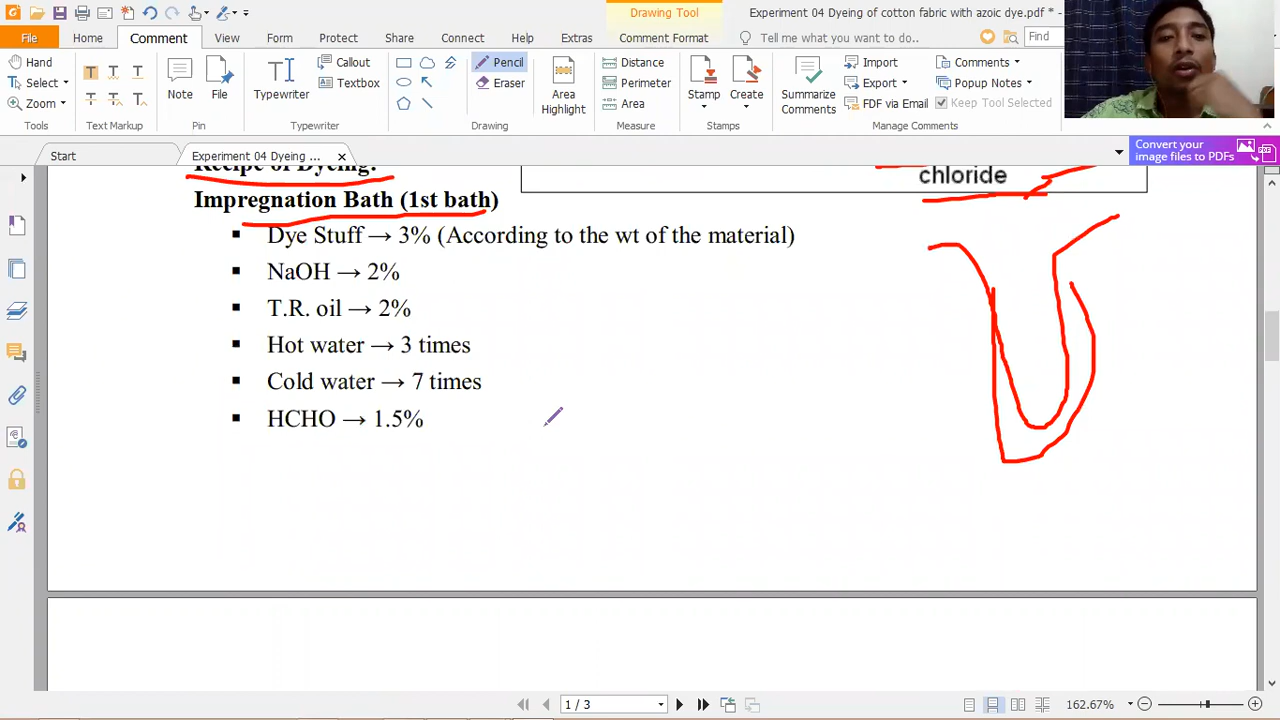 Drawing Tool
Experiment 04 Dyeing of cotton fabric with azoic dye.pdf *
File
Home
Comment
View
Form
Protect
Share
Connect
Help
Extras
Comment Format
Tell me what you want to do..
Find
Hand
Select
Zoom
Tools
Text Markup
Note
File
Pin
Typewriter
Callout
Textbox
Typewriter
Pencil
Eraser
Drawing
Area
Highlight
Distance
Perimeter
Area
Measure
Stamp
Create
Stamps
Summarize
Comments
Import
Export
PDF via Email
Comments
Popup Notes
Keep Tool Selected
Manage Comments
Start
Experiment 04 Dyeing ...
Convert your
image files to PDFs
PDF
Recipe of Dyeing:
chloride
Impregnation Bath (1st bath)
▪ Dye Stuff → 3% (According to the wt of the material)
▪ NaOH → 2%
▪ T.R. oil → 2%
▪ Hot water → 3 times
▪ Cold water → 7 times
▪ HCHO → 1.5%
1 / 3
162.67%